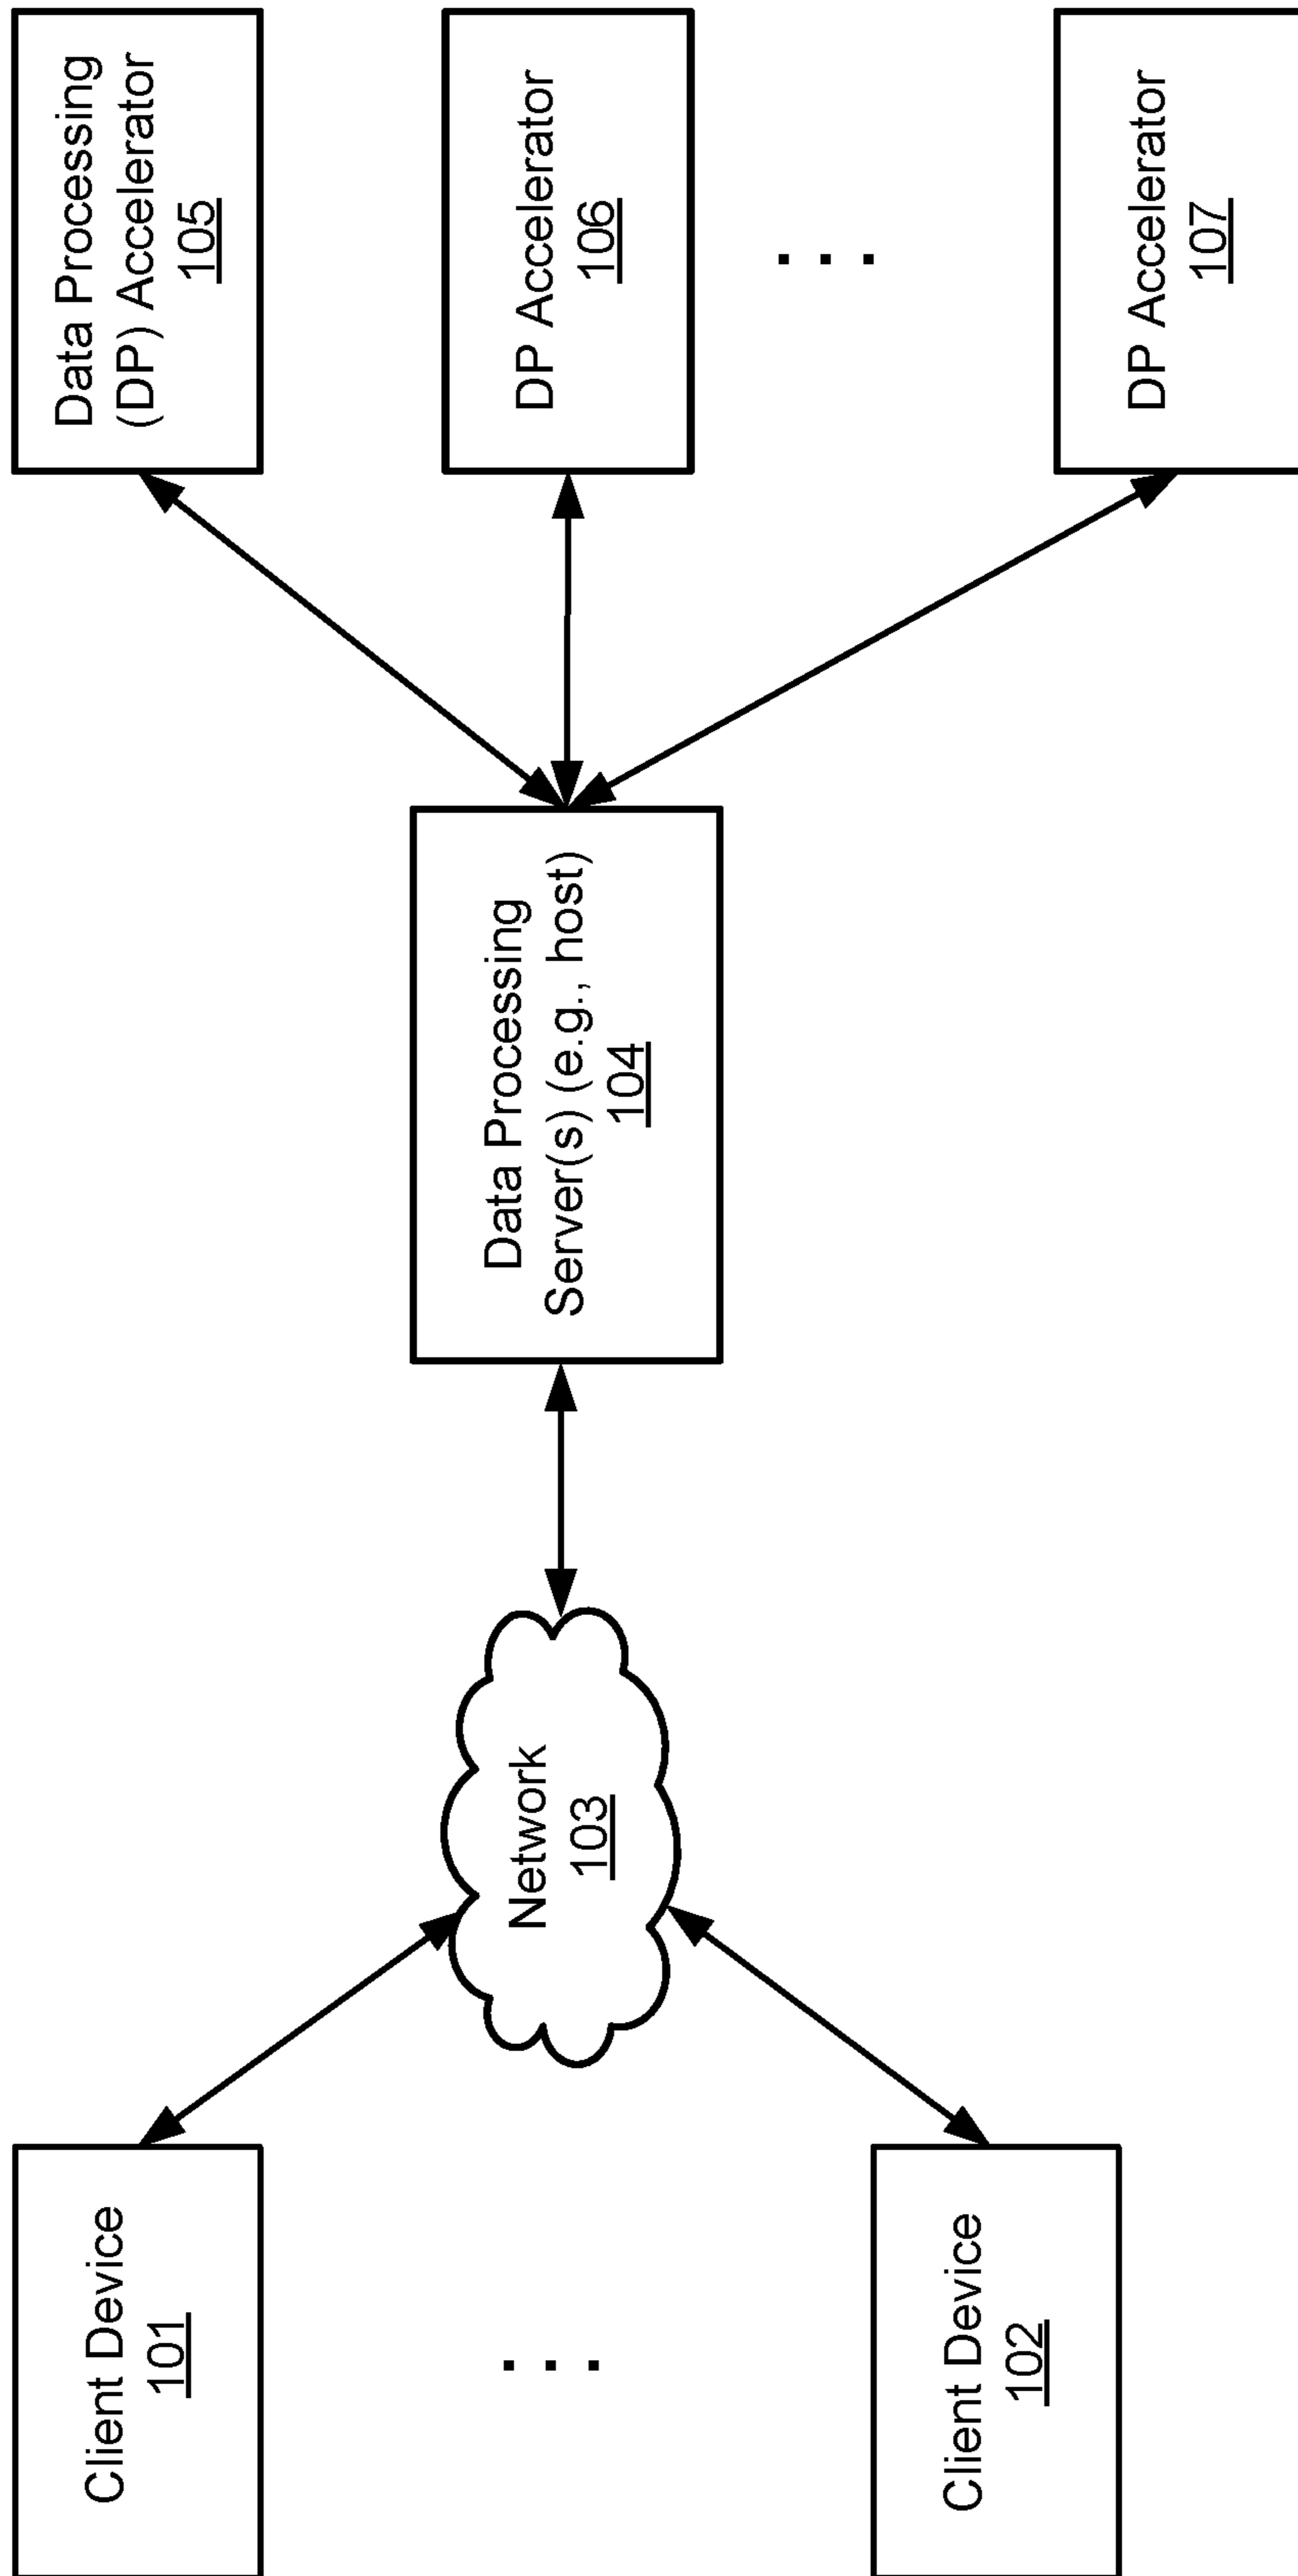 Client Device
101
. . .
Client Device
102
Network
103
Data Processing
Server(s) (e.g., host)
104
Data Processing
(DP) Accelerator
105
DP Accelerator
106
. . .
DP Accelerator
107